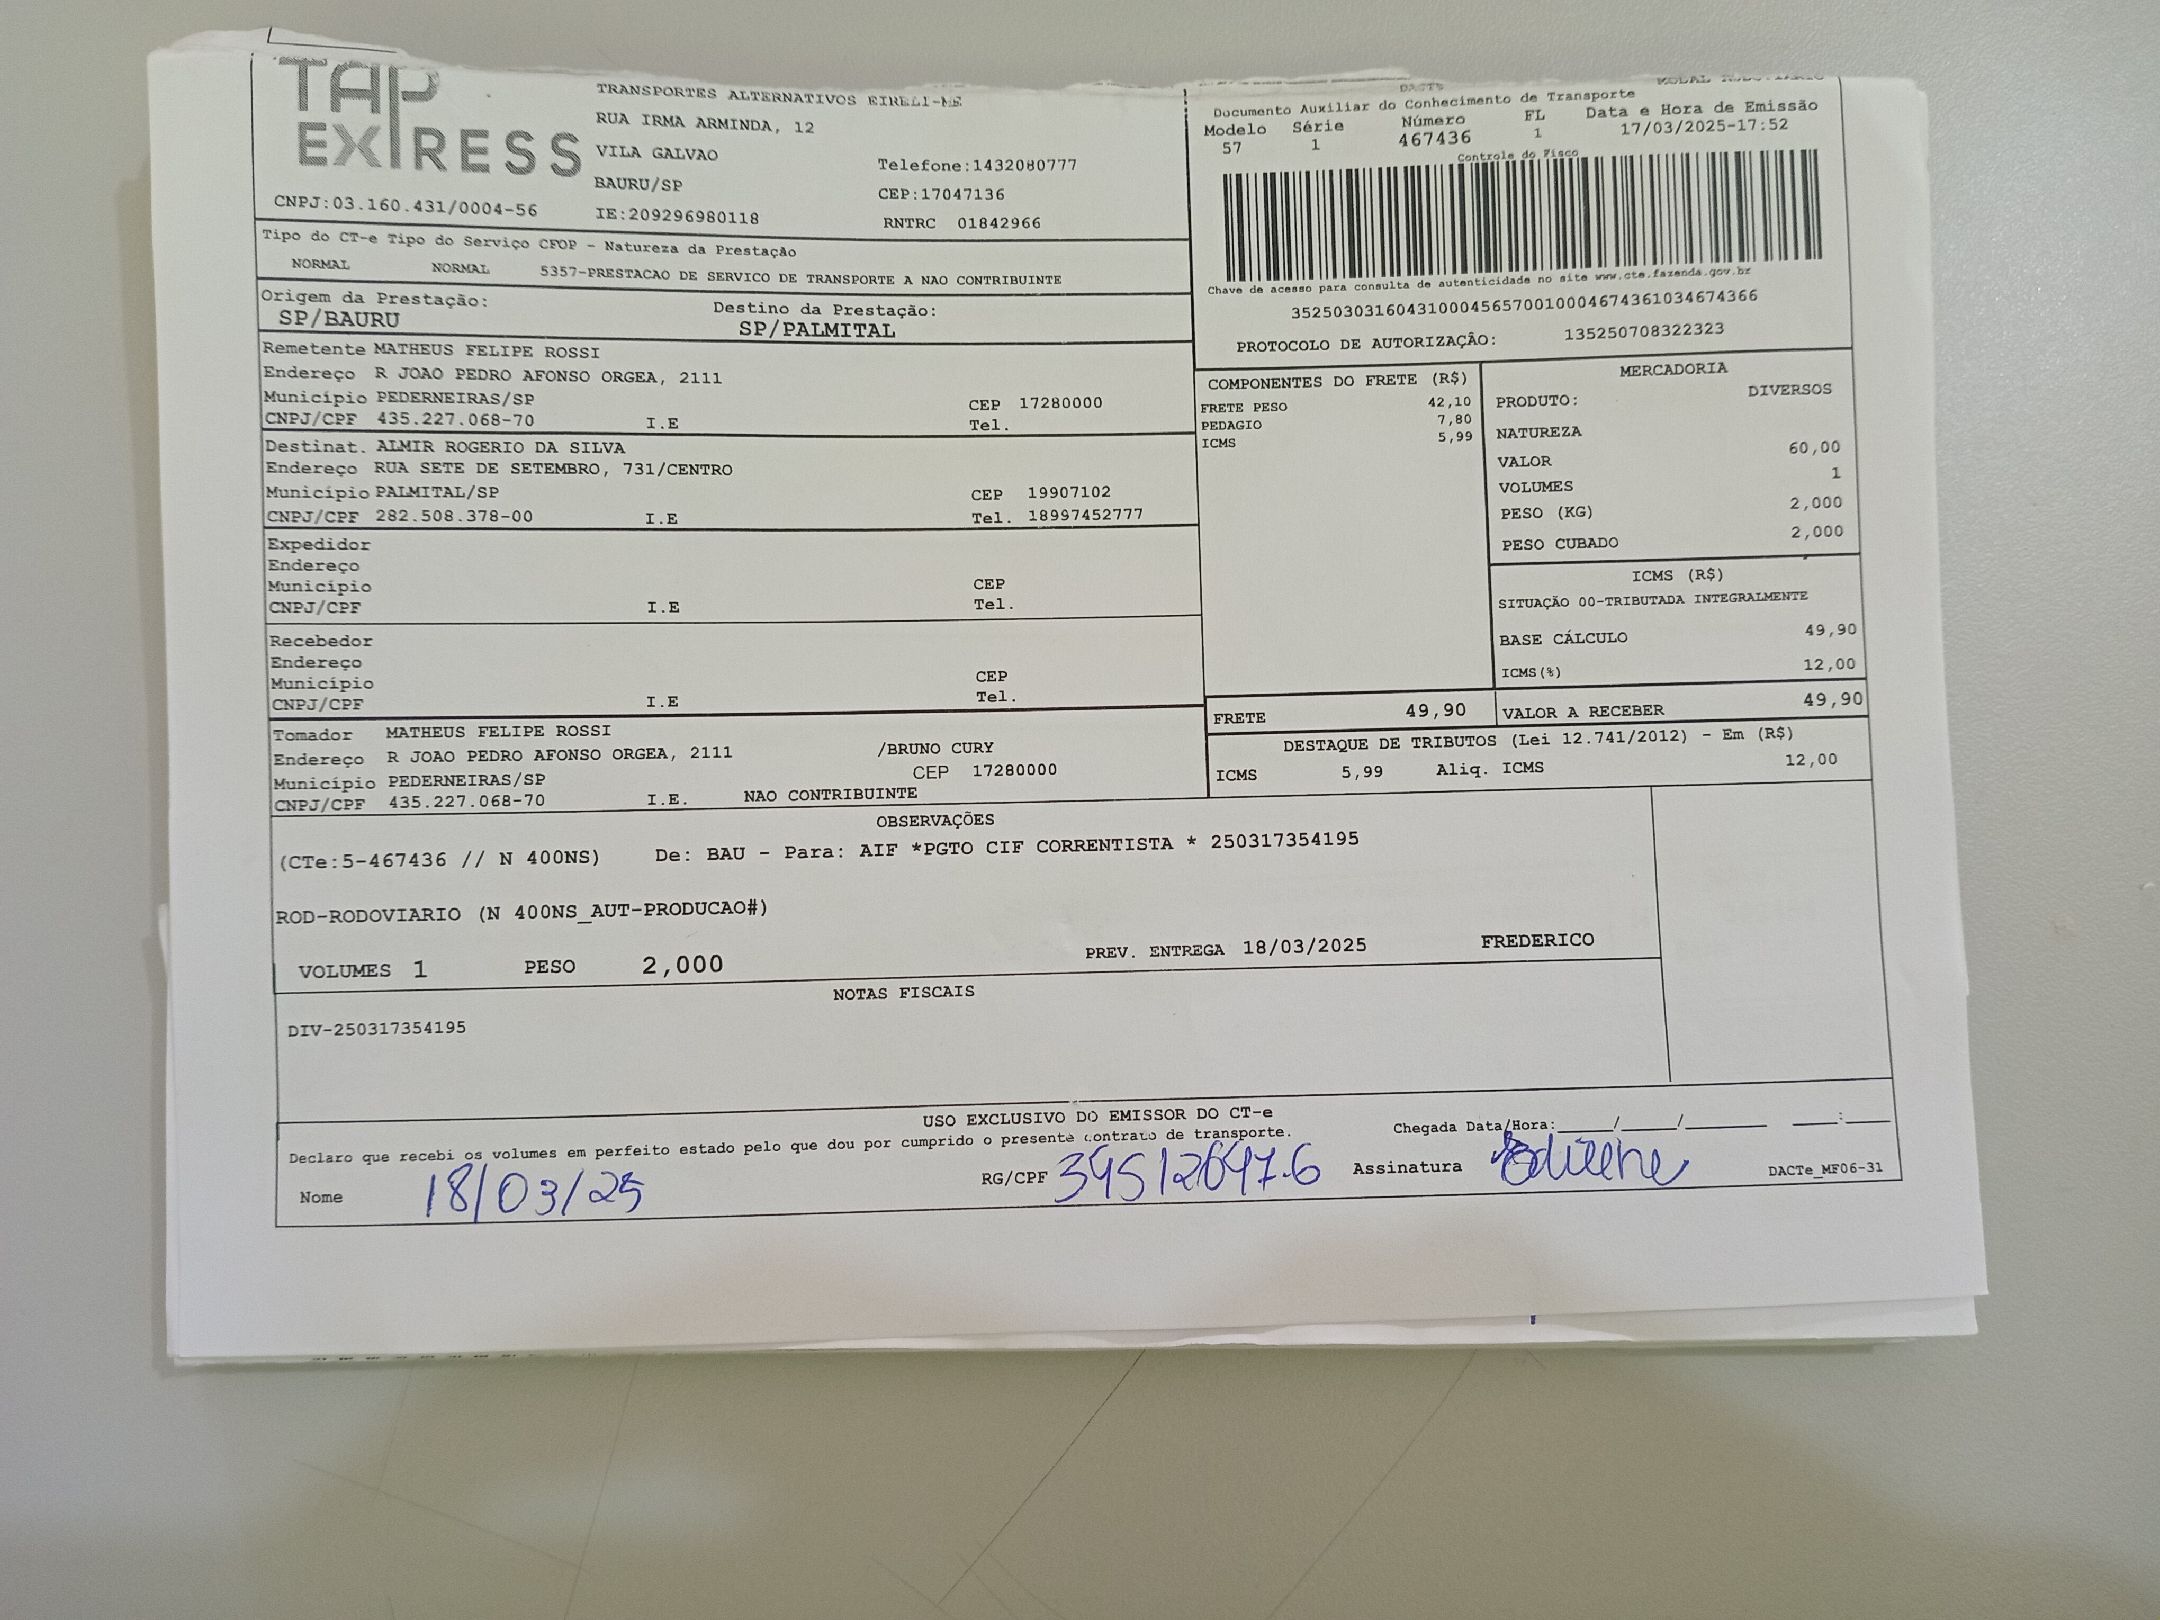 TAP
EXPRESS
CNPJ:03.160.431/0004-56
TRANSPORTES ALTERNATIVOS EIRELI-ME
RUA IRMA ARMINDA, 12
VILA GALVAO
BAURU/SP
IE:209296980118
Telefone:1432080777
CEP:17047136
RNTRC 01842966
MODAL RODOVIARIO
DACTE
Documento Auxiliar do Conhecimento de Transporte
Modelo Série Número FL Data e Hora de Emissão
57 1 467436 1 17/03/2025-17:52
Controle do Fisco
Chave de acesso para consulta de autenticidade no site www.cte.fazenda.gov.br
35250303160431000456570010004674361034674366
PROTOCOLO DE AUTORIZAÇÂO: 135250708322323
Tipo do CT-e Tipo do Serviço CFOP - Natureza da Prestação
NORMAL NORMAL 5357-PRESTACAO DE SERVICO DE TRANSPORTE A NAO CONTRIBUINTE
Origem da Prestação: Destino da Prestação:
SP/BAURU SP/PALMITAL
Remetente MATHEUS FELIPE ROSSI
Endereço R JOAO PEDRO AFONSO ORGEA, 2111
Município PEDERNEIRAS/SP CEP 17280000
CNPJ/CPF 435.227.068-70 I.E Tel.
Destinat. ALMIR ROGERIO DA SILVA
Endereço RUA SETE DE SETEMBRO, 731/CENTRO
Município PALMITAL/SP CEP 19907102
CNPJ/CPF 282.508.378-00 I.E Tel. 18997452777
Expedidor
Endereço
Município CEP
CNPJ/CPF I.E Tel.
Recebedor
Endereço
Município CEP
CNPJ/CPF I.E Tel.
Tomador MATHEUS FELIPE ROSSI
Endereço R JOAO PEDRO AFONSO ORGEA, 2111 /BRUNO CURY
Município PEDERNEIRAS/SP CEP 17280000
CNPJ/CPF 435.227.068-70 I.E. NAO CONTRIBUINTE
COMPONENTES DO FRETE (R$)
FRETE PESO 42,10
PEDAGIO 7,80
ICMS 5,99
MERCADORIA
PRODUTO: DIVERSOS
NATUREZA
VALOR 60,00
VOLUMES 1
PESO (KG) 2,000
PESO CUBADO 2,000
ICMS (R$)
SITUAÇÃO 00-TRIBUTADA INTEGRALMENTE
BASE CÁLCULO 49,90
ICMS(%) 12,00
FRETE 49,90 VALOR A RECEBER 49,90
DESTAQUE DE TRIBUTOS (Lei 12.741/2012) - Em (R$)
ICMS 5,99 Aliq. ICMS 12,00
OBSERVAÇÕES
(CTe:5-467436 // N 400NS) De: BAU - Para: AIF *PGTO CIF CORRENTISTA * 250317354195
ROD-RODOVIARIO (N 400NS_AUT-PRODUCAO#)
VOLUMES 1 PESO 2,000 PREV. ENTREGA 18/03/2025 FREDERICO
NOTAS FISCAIS
DIV-250317354195
USO EXCLUSIVO DO EMISSOR DO CT-e
Declaro que recebi os volumes em perfeito estado pelo que dou por cumprido o presente contrato de transporte. Chegada Data/Hora:____/____/______ ___:___
Nome 18/03/25 RG/CPF 39512697.6 Assinatura DACTe_MF06-31